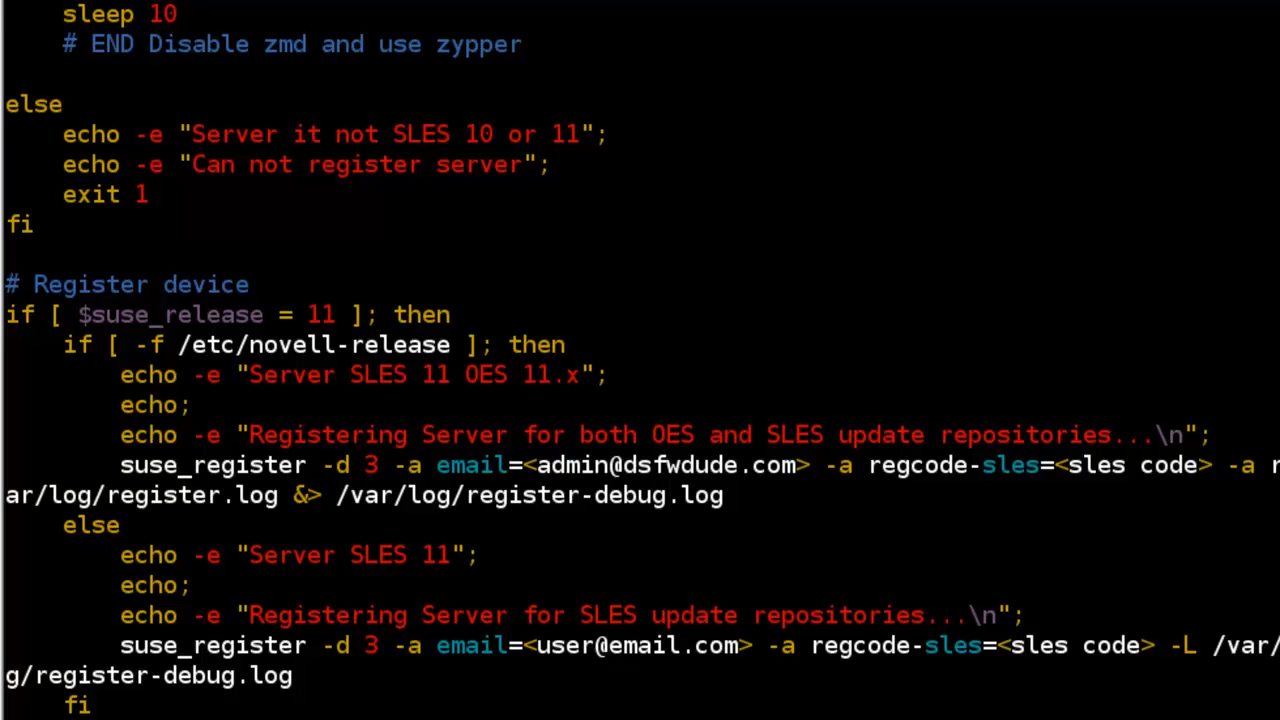 sleep 10
    # END Disable zmd and use zypper

else
    echo -e "Server it not SLES 10 or 11";
    echo -e "Can not register server";
    exit 1
fi

# Register device
if [ $suse_release = 11 ]; then
    if [ -f /etc/novell-release ]; then
        echo -e "Server SLES 11 OES 11.x";
        echo;
        echo -e "Registering Server for both OES and SLES update repositories...\n";
        suse_register -d 3 -a email=<admin@dsfwdude.com> -a regcode-sles=<sles code> -a r
ar/log/register.log &> /var/log/register-debug.log
    else
        echo -e "Server SLES 11";
        echo;
        echo -e "Registering Server for SLES update repositories...\n";
        suse_register -d 3 -a email=<user@email.com> -a regcode-sles=<sles code> -L /var/
g/register-debug.log
    fi